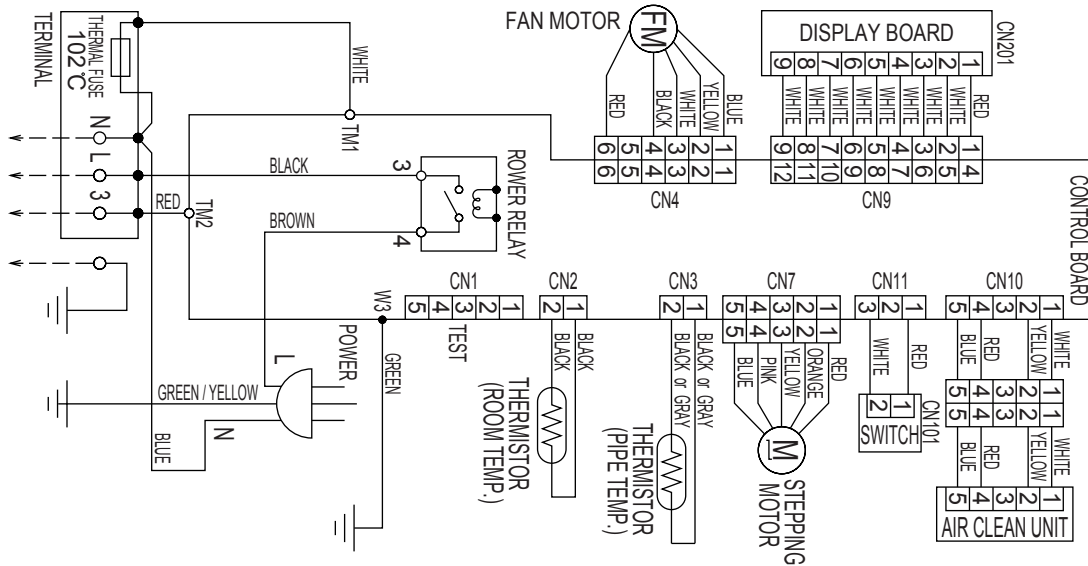 FAN MOTOR
FM
RED
BLACK
WHITE
YELLOW
BLUE
6 5 4 3 2 1
6 5 4 3 2 1
CN4
DISPLAY BOARD
CN201
9 8 7 6 5 4 3 2 1
WHITE
WHITE
WHITE
WHITE
WHITE
WHITE
WHITE
WHITE
RED
9 8 7 6 5 4 3 2 1
12 11 10 9 8 7 6 5 4
CN9
CONTROL BOARD
TERMINAL
THERMAL FUSE
102°C
N
L
3
WHITE
TM1
BLACK
RED
TM2
BROWN
3
4
ROWER RELAY
W3
GREEN
POWER
L
GREEN / YELLOW
N
BLUE
CN1
5 4 3 2 1
TEST
CN2
2 1
BLACK
BLACK
THERMISTOR
(ROOM TEMP.)
CN3
2 1
BLACK or GRAY
BLACK or GRAY
THERMISTOR
(PIPE TEMP.)
CN7
5 4 3 2 1
5 4 3 2 1
BLUE
PINK
YELLOW
ORANGE
RED
M
STEPPING
MOTOR
CN11
3 2 1
WHITE
RED
2 1
CN101
SWITCH
CN10
5 4 3 2 1
BLUE
RED
YELLOW
WHITE
5 4 3 2 1
5 4 3 2 1
BLUE
RED
YELLOW
WHITE
5 4 3 2 1
AIR CLEAN UNIT